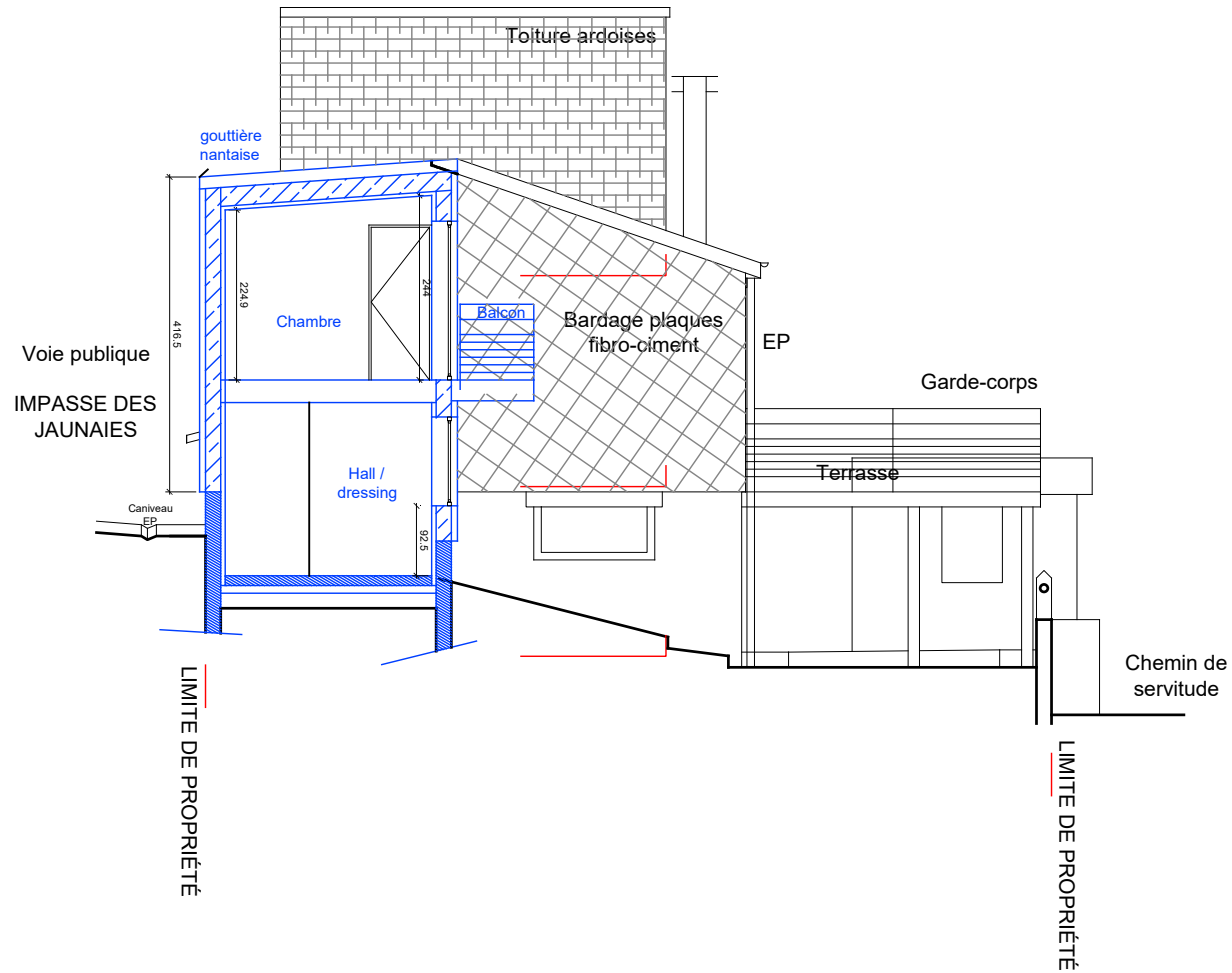 Toiture ardoises
gouttière
nantaise
416.5
224.9
244
Chambre
Balcon
Bardage plaques
fibro-ciment
EP
Voie publique
IMPASSE DES
JAUNAIES
Garde-corps
Hall /
dressing
Terrasse
Caniveau
EP
92.5
Chemin de
servitude
LIMITE DE PROPRIÉTÉ
LIMITE DE PROPRIÉTÉ